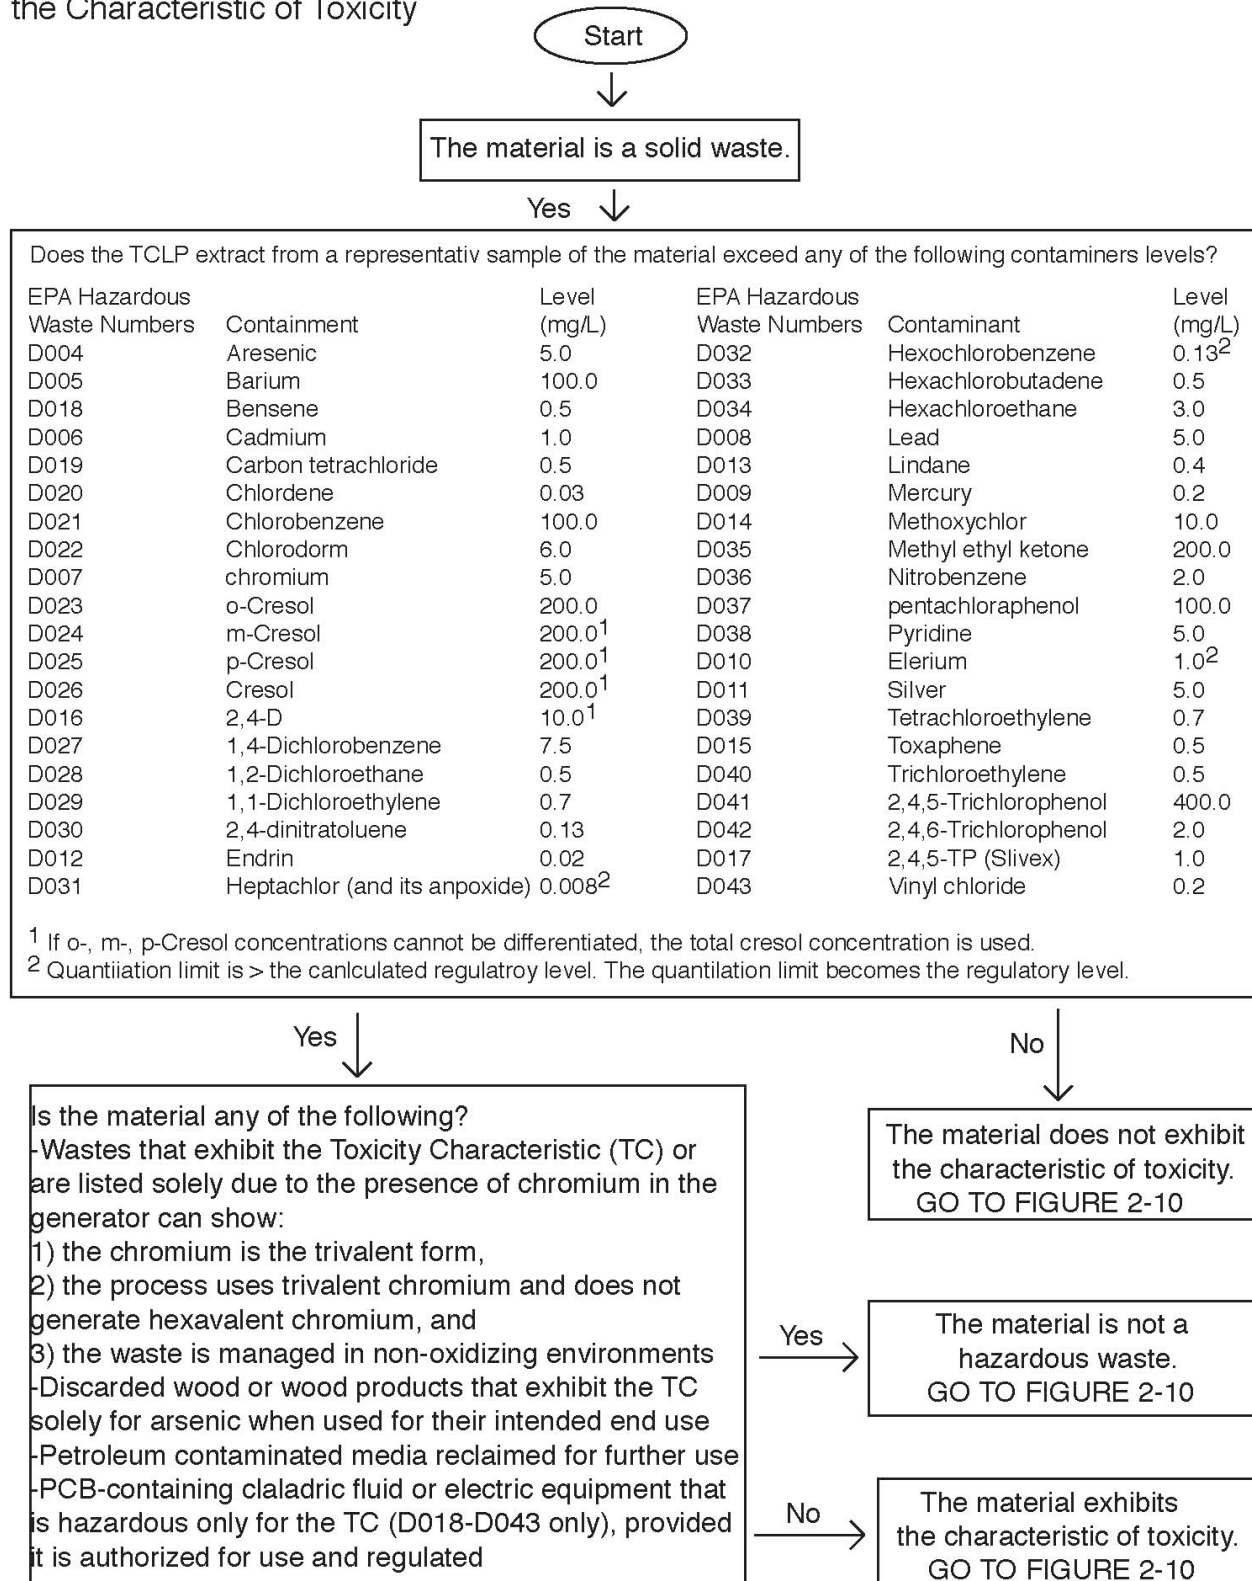 the Characteristic of Toxicity
Start
The material is a solid waste.
Yes
Does the TCLP extract from a representativ sample of the material exceed any of the following contaminers levels?
EPA Hazardous Level EPA Hazardous Level
Waste Numbers Containment (mg/L) Waste Numbers Contaminant (mg/L)
D004 Aresenic 5.0 D032 Hexochlorobenzene 0.13²
D005 Barium 100.0 D033 Hexachlorobutadene 0.5
D018 Bensene 0.5 D034 Hexachloroethane 3.0
D006 Cadmium 1.0 D008 Lead 5.0
D019 Carbon tetrachloride 0.5 D013 Lindane 0.4
D020 Chlordene 0.03 D009 Mercury 0.2
D021 Chlorobenzene 100.0 D014 Methoxychlor 10.0
D022 Chlorodorm 6.0 D035 Methyl ethyl ketone 200.0
D007 chromium 5.0 D036 Nitrobenzene 2.0
D023 o-Cresol 200.0 D037 pentachloraphenol 100.0
D024 m-Cresol 200.0¹ D038 Pyridine 5.0
D025 p-Cresol 200.0¹ D010 Elerium 1.0²
D026 Cresol 200.0¹ D011 Silver 5.0
D016 2,4-D 10.0¹ D039 Tetrachloroethylene 0.7
D027 1,4-Dichlorobenzene 7.5 D015 Toxaphene 0.5
D028 1,2-Dichloroethane 0.5 D040 Trichloroethylene 0.5
D029 1,1-Dichloroethylene 0.7 D041 2,4,5-Trichlorophenol 400.0
D030 2,4-dinitratoluene 0.13 D042 2,4,6-Trichlorophenol 2.0
D012 Endrin 0.02 D017 2,4,5-TP (Slivex) 1.0
D031 Heptachlor (and its anpoxide) 0.008² D043 Vinyl chloride 0.2
¹ If o-, m-, p-Cresol concentrations cannot be differentiated, the total cresol concentration is used.
² Quantiiation limit is > the canlculated regulatroy level. The quantilation limit becomes the regulatory level.
Yes
No
Is the material any of the following?
-Wastes that exhibit the Toxicity Characteristic (TC) or
are listed solely due to the presence of chromium in the
generator can show:
1) the chromium is the trivalent form,
2) the process uses trivalent chromium and does not
generate hexavalent chromium, and
3) the waste is managed in non-oxidizing environments
-Discarded wood or wood products that exhibit the TC
solely for arsenic when used for their intended end use
-Petroleum contaminated media reclaimed for further use
-PCB-containing claladric fluid or electric equipment that
is hazardous only for the TC (D018-D043 only), provided
it is authorized for use and regulated
The material does not exhibit
the characteristic of toxicity.
GO TO FIGURE 2-10
Yes
The material is not a
hazardous waste.
GO TO FIGURE 2-10
No
The material exhibits
the characteristic of toxicity.
GO TO FIGURE 2-10